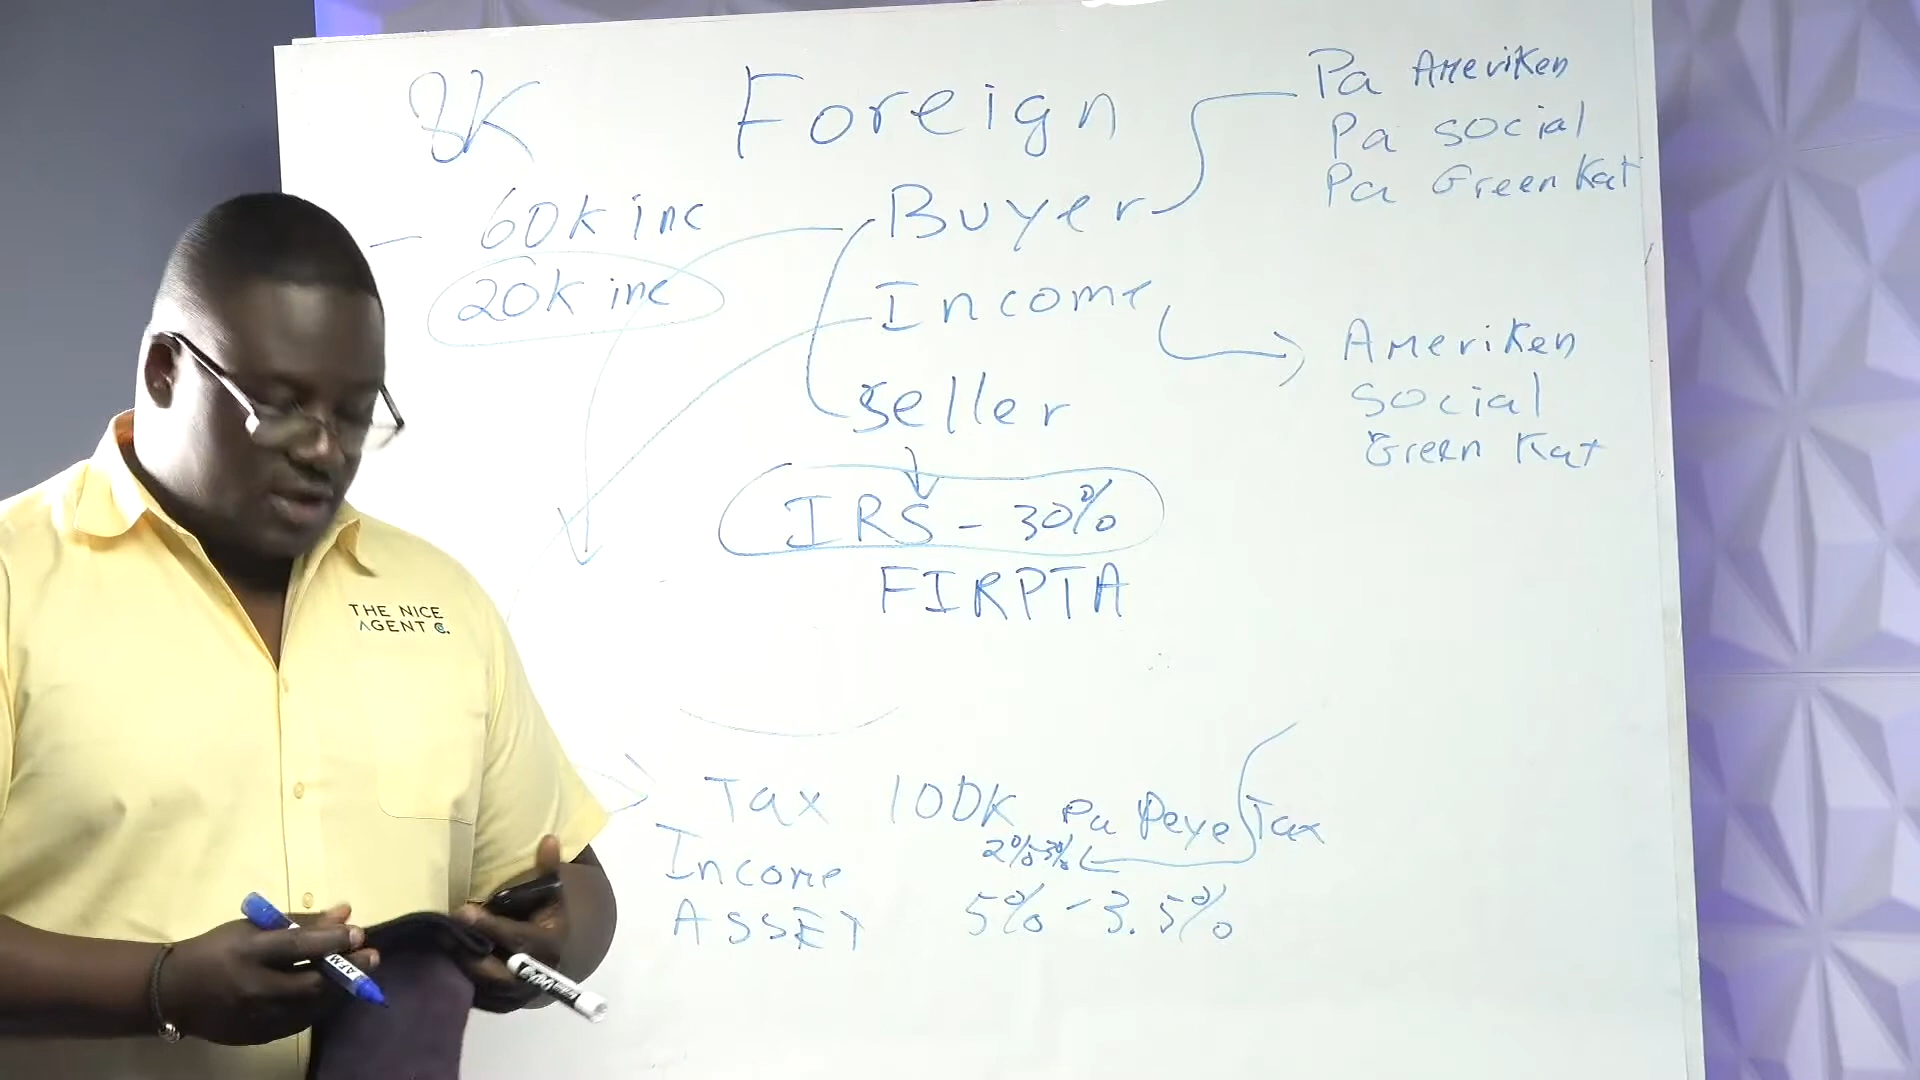 8K
Foreign
60K inc
20K inc
Buyer
Income
Seller
IRS - 30%
FIRPTA
Pa Ameriken
Pa Social
Pa Green Kat
Ameriken
Social
Green Kat
Tax 100K Pa Peye Tax
2% 3%
Income
5% - 3.5%
ASSET
THE NICE
AGENT C.